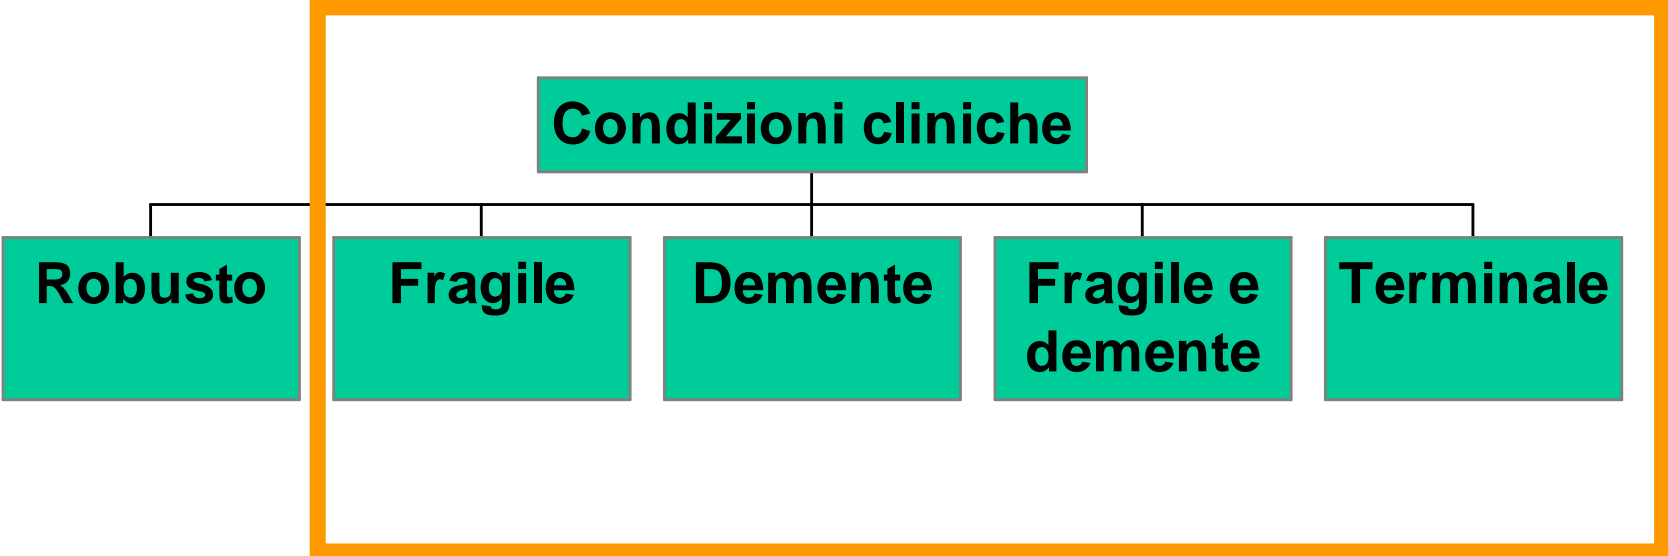 Condizioni cliniche
Robusto
Fragile
Demente
Fragile e
demente
Terminale